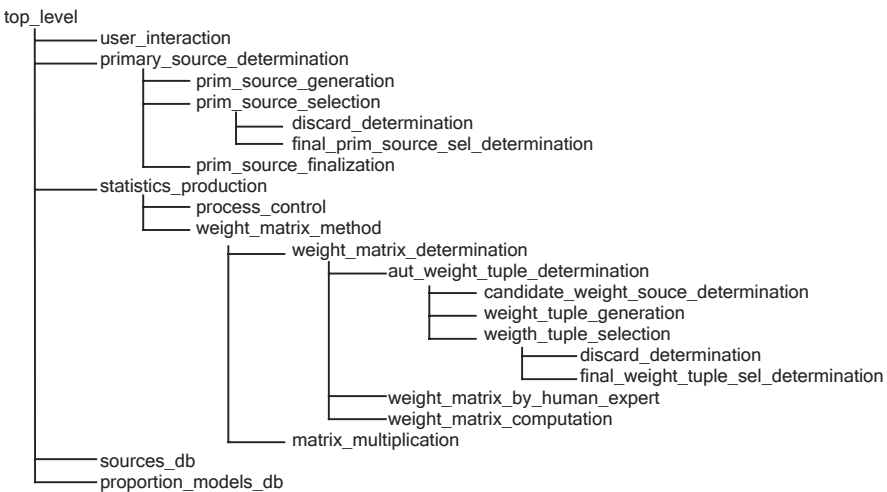 top_level
user_interaction
primary_source_determination
prim_source_generation
prim_source_selection
discard_determination
final_prim_source_sel_determination
prim_source_finalization
statistics_production
process_control
weight_matrix_method
weight_matrix_determination
aut_weight_tuple_determination
candidate_weight_souce_determination
weight_tuple_generation
weigth_tuple_selection
discard_determination
final_weight_tuple_sel_determination
weight_matrix_by_human_expert
weight_matrix_computation
matrix_multiplication
sources_db
proportion_models_db